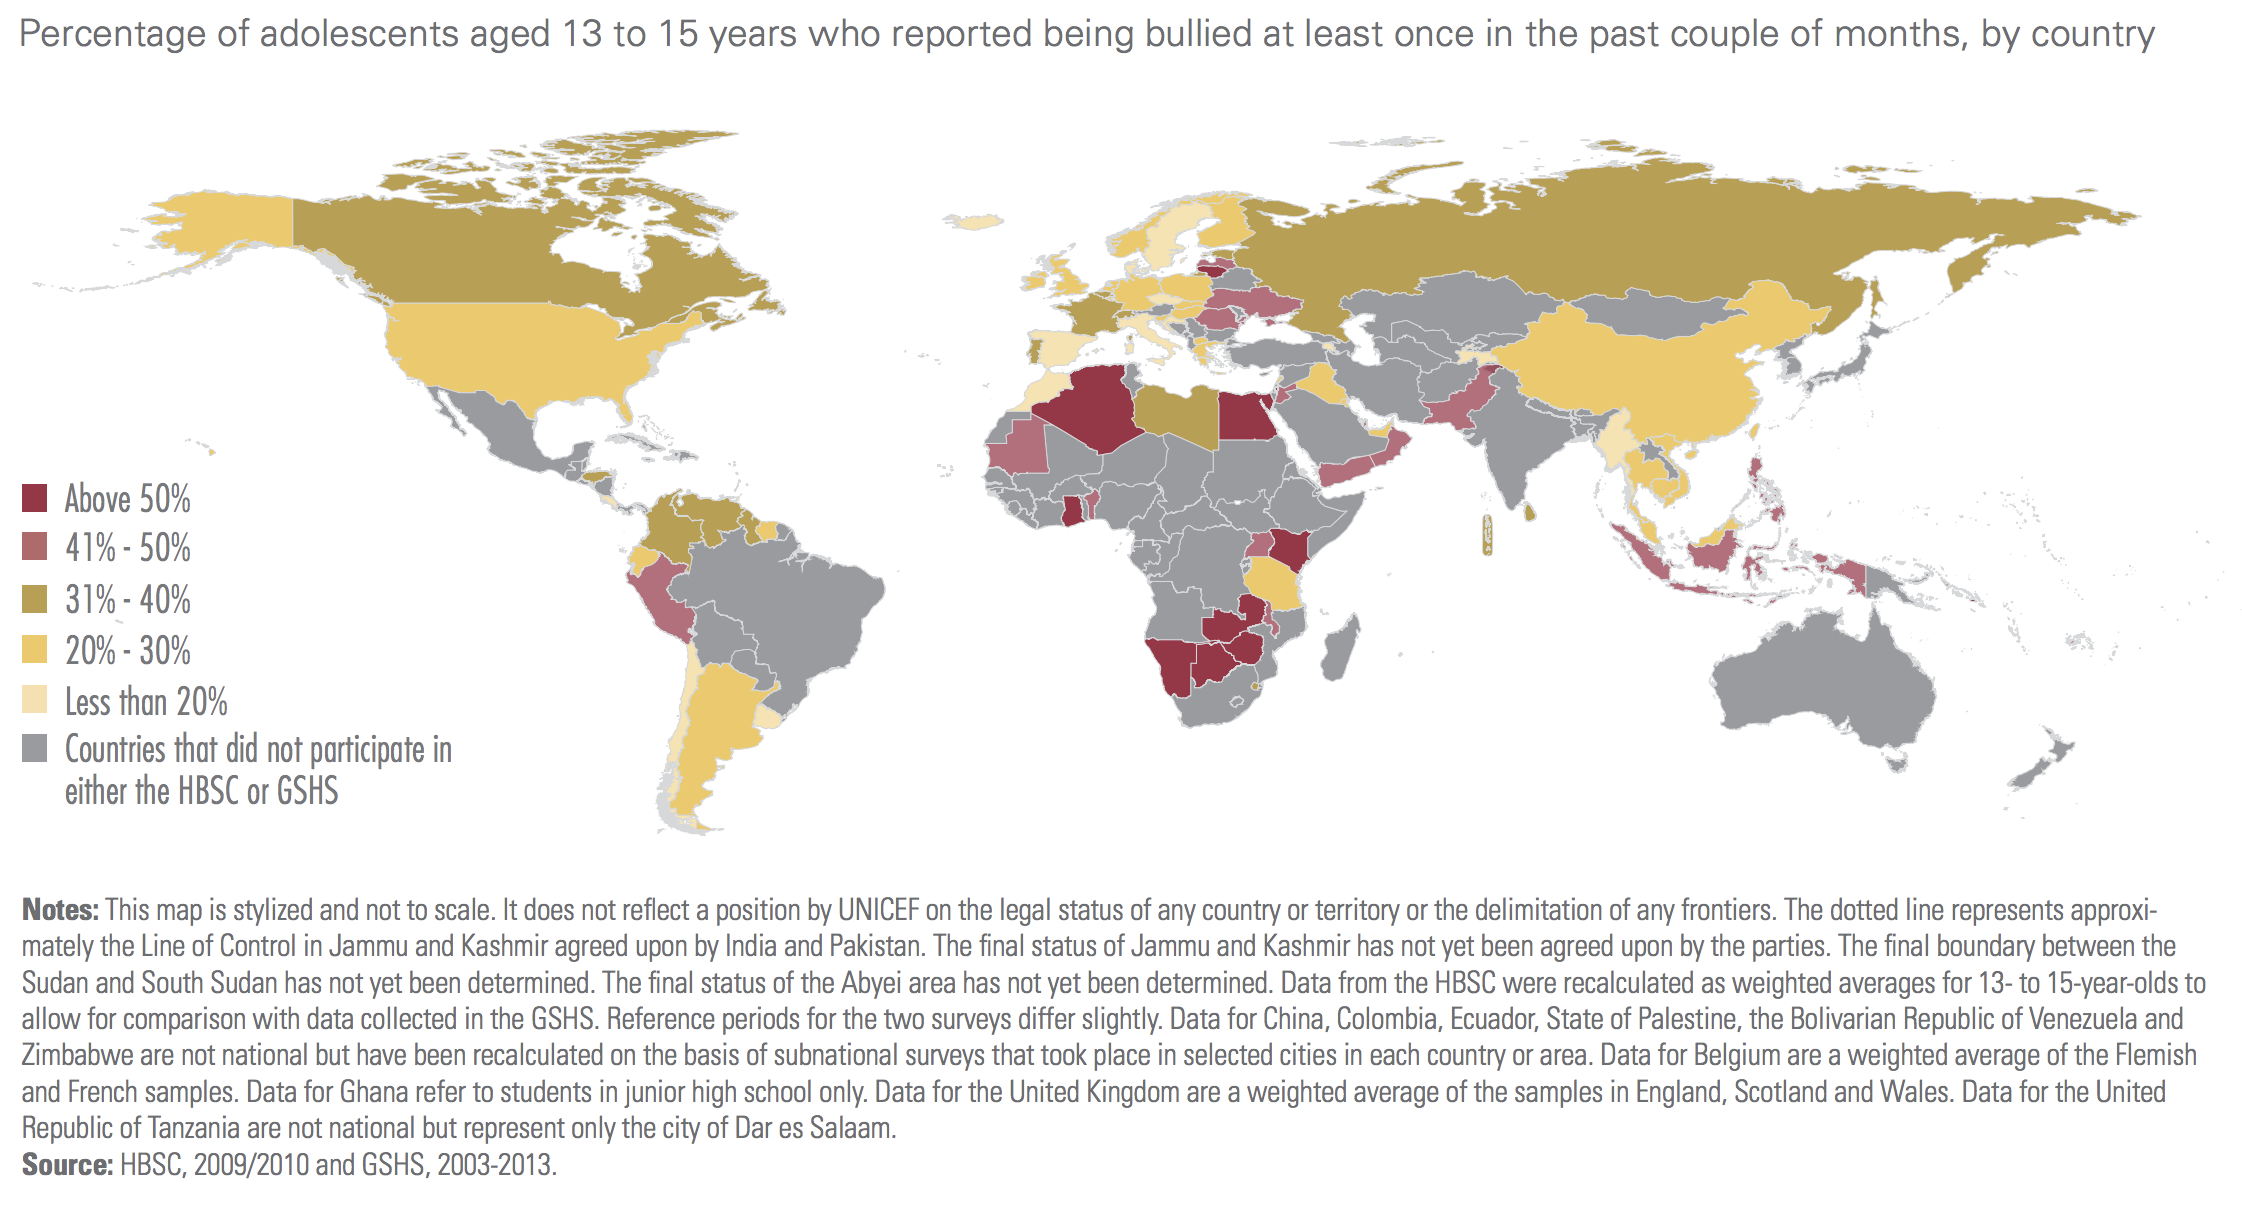 Percentage of adolescents aged 13 to 15 years who reported being bullied at least once in the past couple of months, by country
Above 50%
41% - 50%
31% - 40%
20% - 30%
Less than 20%
Countries that did not participate in
either the HBSC or GSHS
Notes: This map is stylized and not to scale. It does not reflect a position by UNICEF on the legal status of any country or territory or the delimitation of any frontiers. The dotted line represents approxi-
mately the Line of Control in Jammu and Kashmir agreed upon by India and Pakistan. The final status of Jammu and Kashmir has not yet been agreed upon by the parties. The final boundary between the
Sudan and South Sudan has not yet been determined. The final status of the Abyei area has not yet been determined. Data from the HBSC were recalculated as weighted averages for 13- to 15-year-olds to
allow for comparison with data collected in the GSHS. Reference periods for the two surveys differ slightly. Data for China, Colombia, Ecuador, State of Palestine, the Bolivarian Republic of Venezuela and
Zimbabwe are not national but have been recalculated on the basis of subnational surveys that took place in selected cities in each country or area. Data for Belgium are a weighted average of the Flemish
and French samples. Data for Ghana refer to students in junior high school only. Data for the United Kingdom are a weighted average of the samples in England, Scotland and Wales. Data for the United
Republic of Tanzania are not national but represent only the city of Dar es Salaam.
Source: HBSC, 2009/2010 and GSHS, 2003-2013.